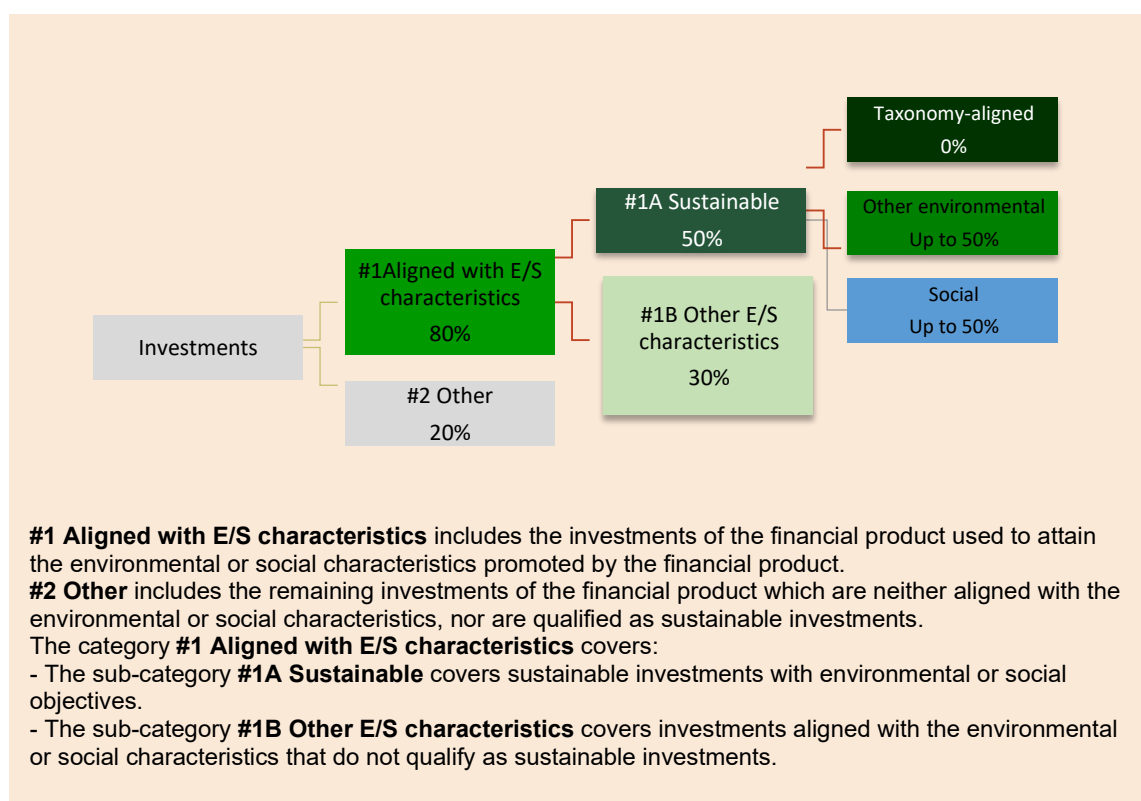 Taxonomy-aligned
0%
#1A Sustainable
50%
Other environmental
Up to 50%
#1Aligned with E/S
characteristics
80%
Social
Up to 50%
#1B Other E/S
characteristics
30%
Investments
#2 Other
20%
#1 Aligned with E/S characteristics includes the investments of the financial product used to attain
the environmental or social characteristics promoted by the financial product.
#2 Other includes the remaining investments of the financial product which are neither aligned with the
environmental or social characteristics, nor are qualified as sustainable investments.
The category #1 Aligned with E/S characteristics covers:
- The sub-category #1A Sustainable covers sustainable investments with environmental or social
objectives.
- The sub-category #1B Other E/S characteristics covers investments aligned with the environmental
or social characteristics that do not qualify as sustainable investments.